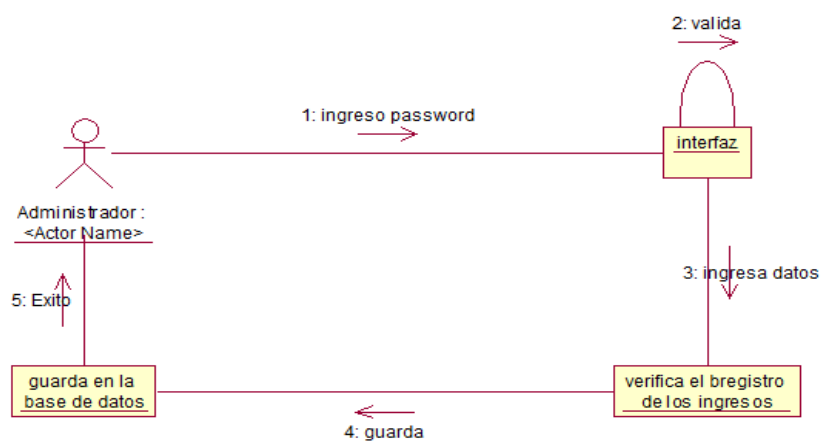 2: valida
1: ingreso password
interfaz
Administrador :
<Actor Name>
3: ingresa datos
5: Exito
guarda en la
base de datos
verifica el bregistro
de los ingresos
4: guarda